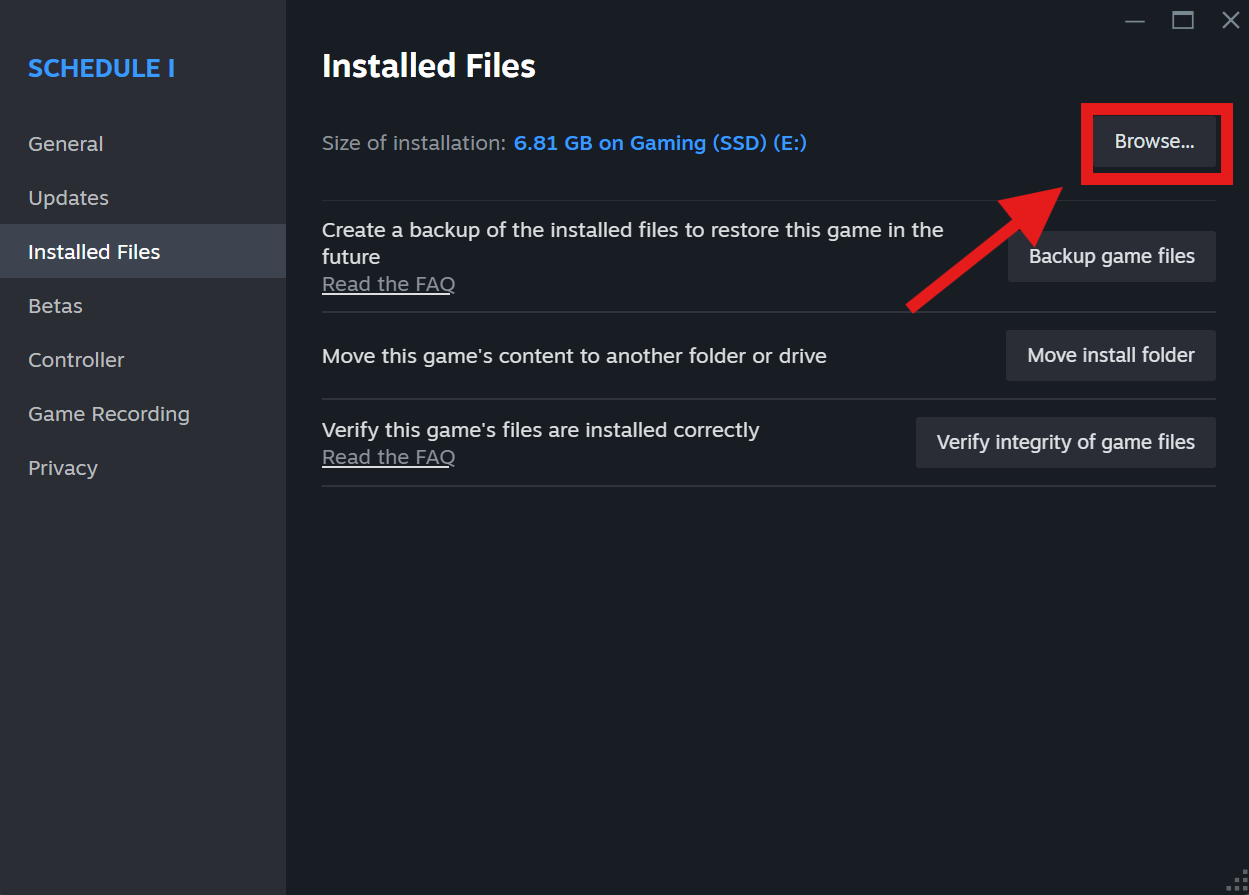 SCHEDULE I
General
Updates
Installed Files
Betas
Controller
Game Recording
Privacy
Installed Files
Size of installation: 6.81 GB on Gaming (SSD) (E:)
Browse...
Create a backup of the installed files to restore this game in the
future
Read the FAQ
Backup game files
Move this game's content to another folder or drive
Move install folder
Verify this game's files are installed correctly
Read the FAQ
Verify integrity of game files